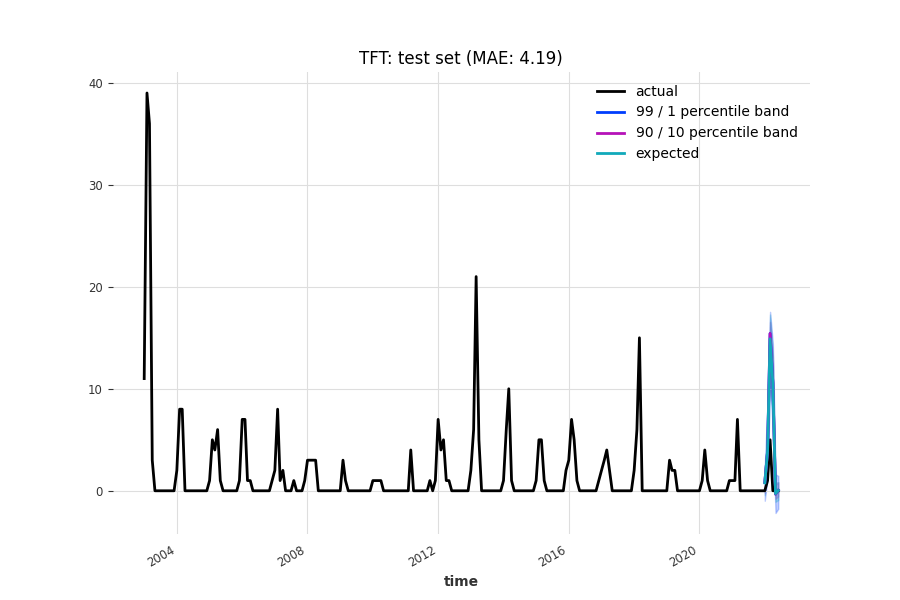 TFT: test set (MAE: 4.19)
actual
99 / 1 percentile band
90 / 10 percentile band
expected
40
30
20
10
0
2004
2008
2012
2016
2020
time